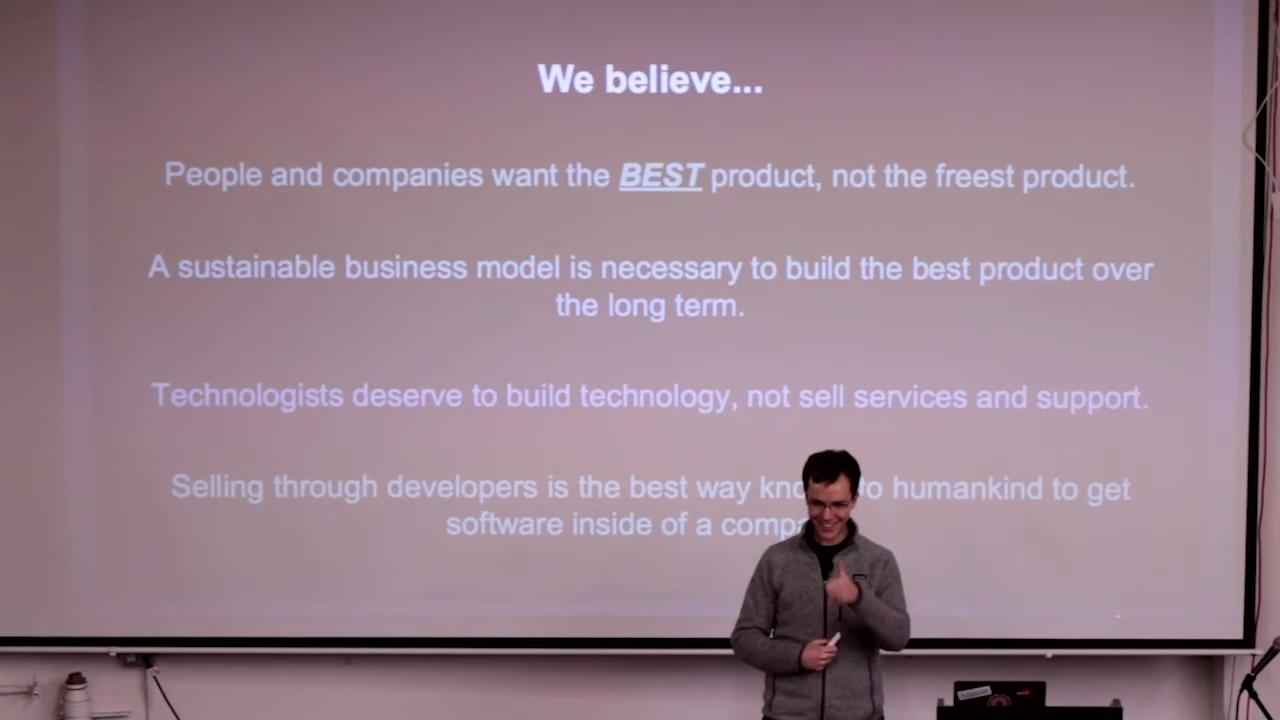 We believe...
People and companies want the BEST product, not the freest product.
A sustainable business model is necessary to build the best product over
the long term.
Technologists deserve to build technology, not sell services and support.
Selling through developers is the best way to humankind to get
software inside of a